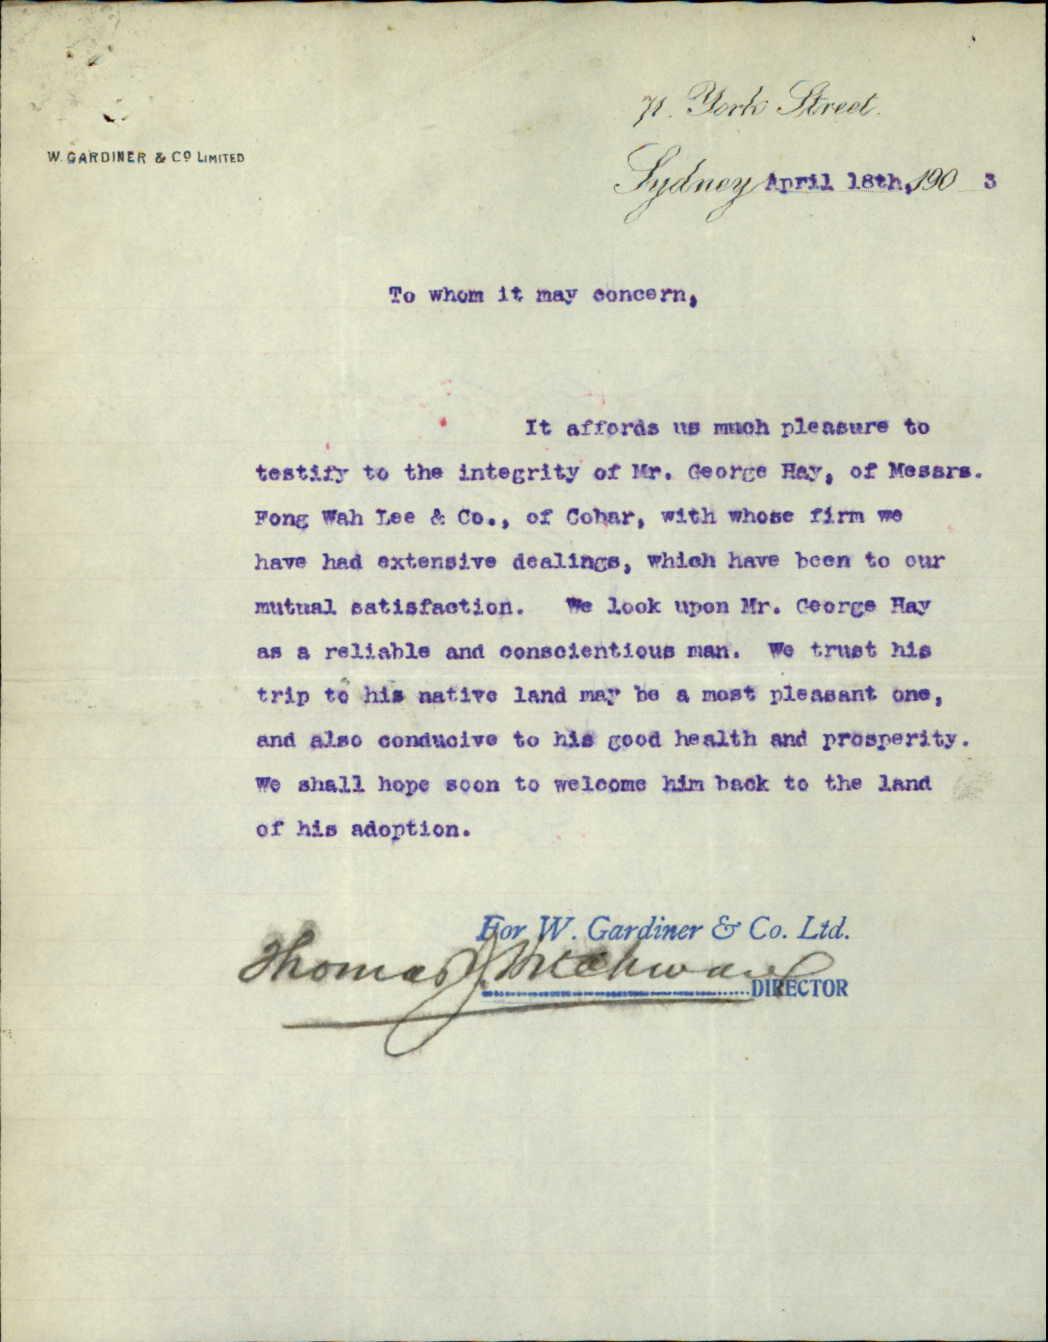 71. York Street.
W. GARDINER & Co LIMITED
Sydney April 18th, 1903
To whom it may concern,
It affords us much pleasure to
testify to the integrity of Mr. George Hay, of Messrs.
Fong Wah Lee & Co., of Cobar, with whose firm we
have had extensive dealings, which have been to our
mutual satisfaction. We look upon Mr. George Hay
as a reliable and conscientious man. We trust his
trip to his native land may be a most pleasant one,
and also conducive to his good health and prosperity.
We shall hope soon to welcome him back to the land
of his adoption.
For W. Gardiner & Co. Ltd.
Thomas J.
DIRECTOR